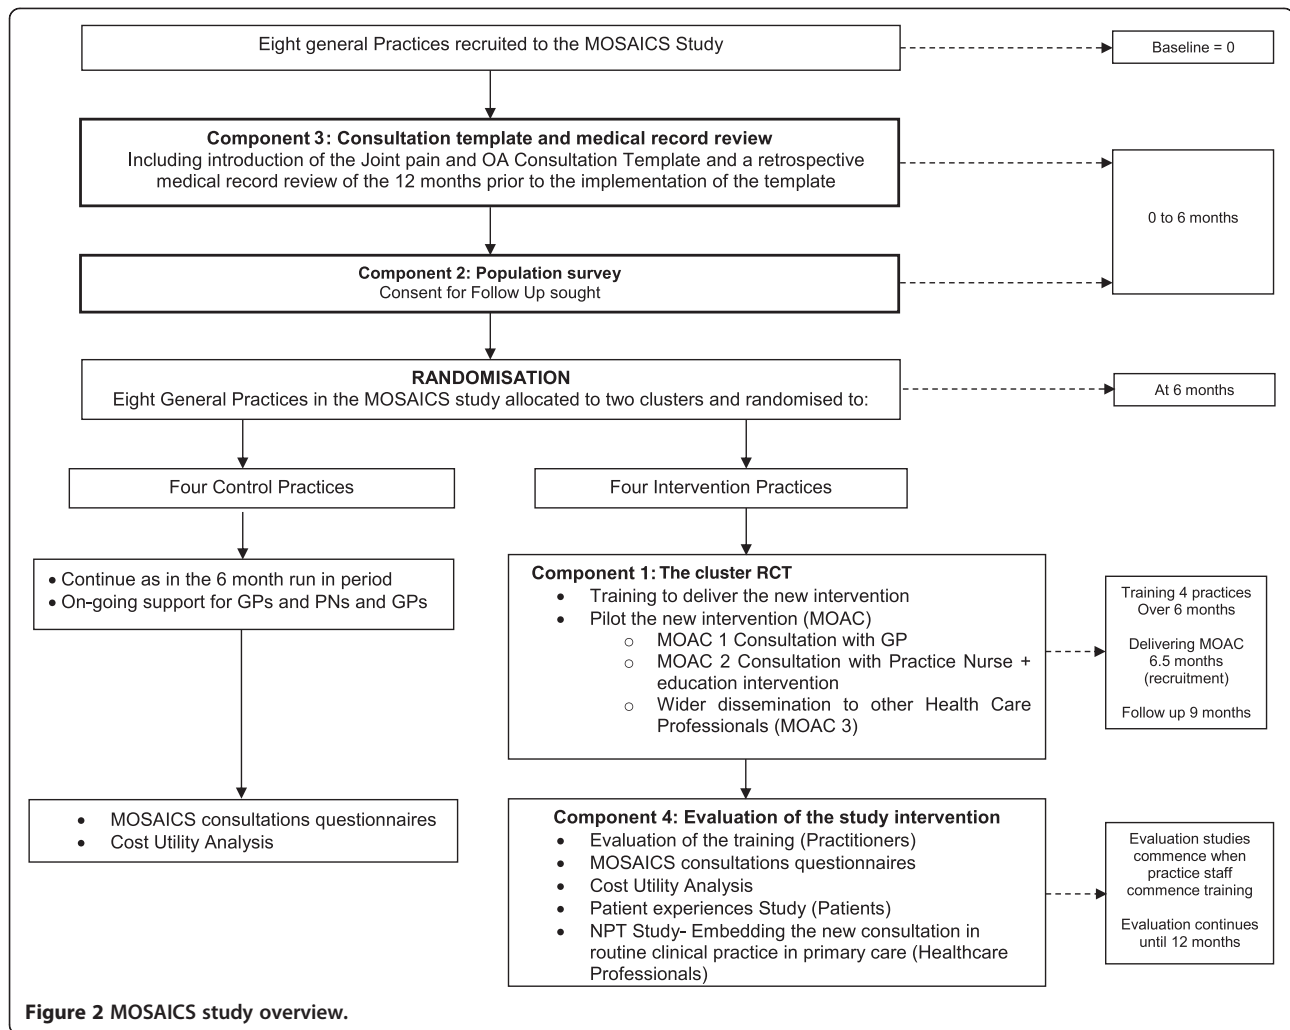 Eight general Practices recruited to the MOSAICS Study
Baseline = 0
Component 3: Consultation template and medical record review
Including introduction of the Joint pain and OA Consultation Template and a retrospective
medical record review of the 12 months prior to the implementation of the template
0 to 6 months
Component 2: Population survey
Consent for Follow Up sought
RANDOMISATION
Eight General Practices in the MOSAICS study allocated to two clusters and randomised to:
At 6 months
Four Control Practices
Four Intervention Practices
• Continue as in the 6 month run in period
• On-going support for GPs and PNs and GPs
Component 1: The cluster RCT
• Training to deliver the new intervention
• Pilot the new intervention (MOAC)
○ MOAC 1 Consultation with GP
○ MOAC 2 Consultation with Practice Nurse +
education intervention
○ Wider dissemination to other Health Care
Professionals (MOAC 3)
Training 4 practices
Over 6 months
Delivering MOAC
6.5 months
(recruitment)
Follow up 9 months
• MOSAICS consultations questionnaires
• Cost Utility Analysis
Component 4: Evaluation of the study intervention
• Evaluation of the training (Practitioners)
• MOSAICS consultations questionnaires
• Cost Utility Analysis
• Patient experiences Study (Patients)
• NPT Study- Embedding the new consultation in
routine clinical practice in primary care (Healthcare
Professionals)
Evaluation studies
commence when
practice staff
commence training
Evaluation continues
until 12 months
Figure 2 MOSAICS study overview.